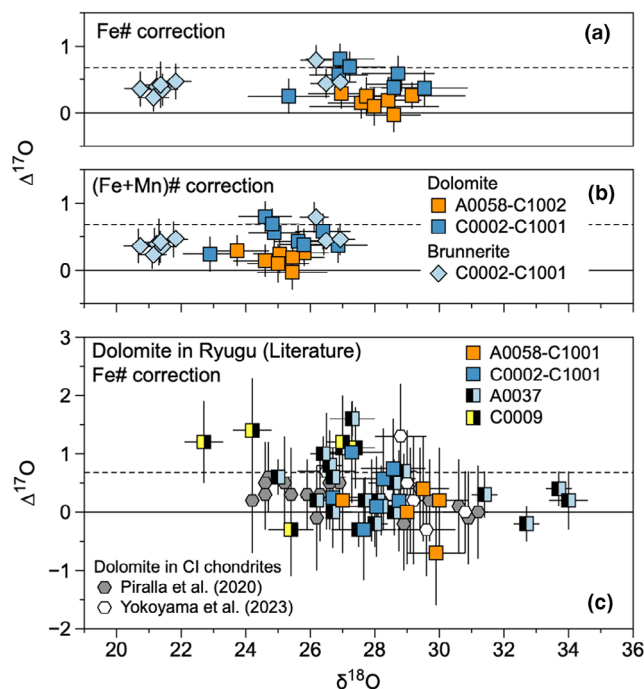 Fe# correction
(a)
1
0
Δ¹⁷O
(Fe+Mn)# correction
(b)
Dolomite
A0058-C1002
C0002-C1001
Brunnerite
C0002-C1001
1
0
Δ¹⁷O
Dolomite in Ryugu (Literature)
Fe# correction
A0058-C1001
C0002-C1001
A0037
C0009
3
2
1
0
−1
−2
Δ¹⁷O
Dolomite in CI chondrites
Piralla et al. (2020)
Yokoyama et al. (2023)
(c)
20 22 24 26 28 30 32 34 36
δ¹⁸O